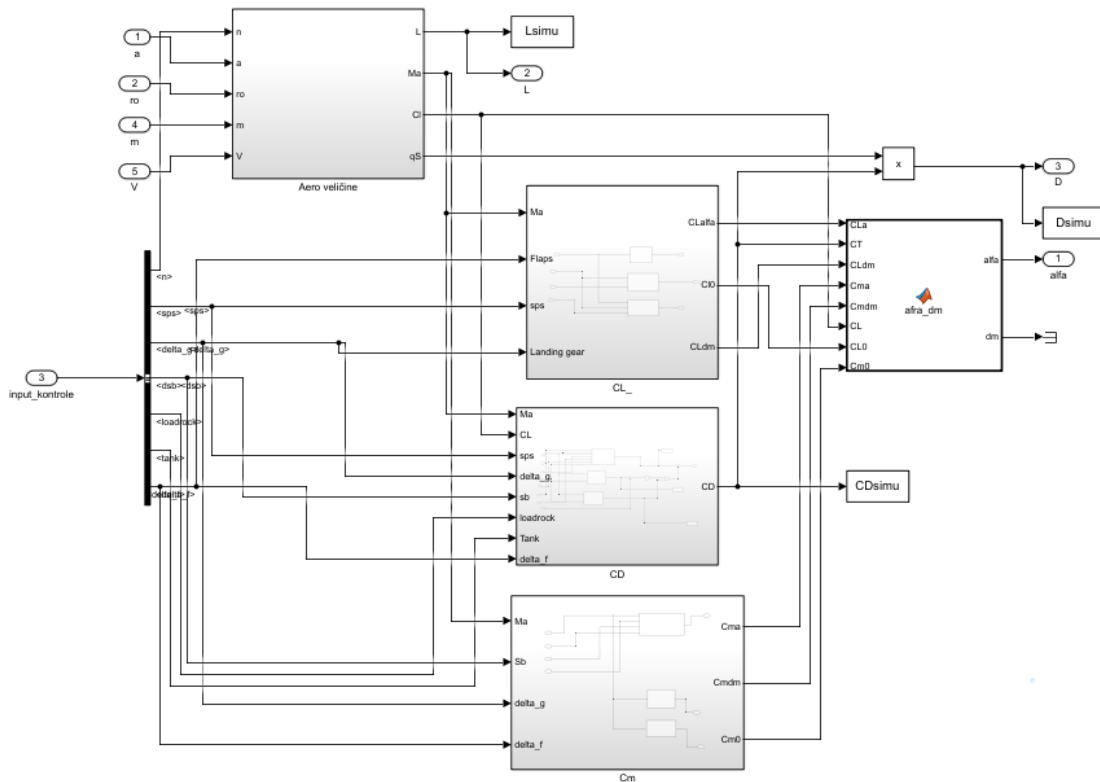 1
a
2
ro
4
m
5
V
n
a
ro
m
V
L
Ma
Cl
qS
Aero veličine
Lsimu
2
L
x
3
D
Dsimu
Ma
Flaps
sps
Landing gear
CLalfa
Cl0
CLdm
CL_
CLa
CT
CLdm
Cma
Cmdm
CL
CL0
Cm0
afra_dm
alfa
dm
1
alfa
3
input_kontrole
<n>
<sps>
<sps>
<dsb>
<dsb>
<loadrock>
<tank>
Ma
CL
sps
delta_g
sb
loadrock
Tank
delta_f
CD
CD
CDsimu
Ma
Sb
delta_g
delta_f
Cma
Cmdm
Cm0
Cm